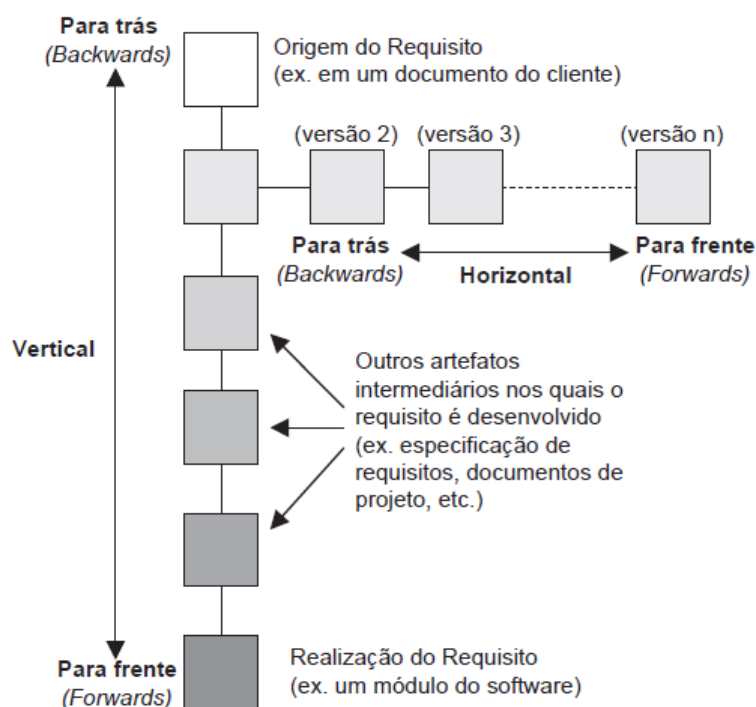 Para trás
(Backwards)
Origem do Requisito
(ex. em um documento do cliente)
(versão 2)
(versão 3)
(versão n)
Para trás
(Backwards)
Horizontal
Para frente
(Forwards)
Vertical
Outros artefatos
intermediários nos quais o
requisito é desenvolvido
(ex. especificação de
requisitos, documentos de
projeto, etc.)
Para frente
(Forwards)
Realização do Requisito
(ex. um módulo do software)